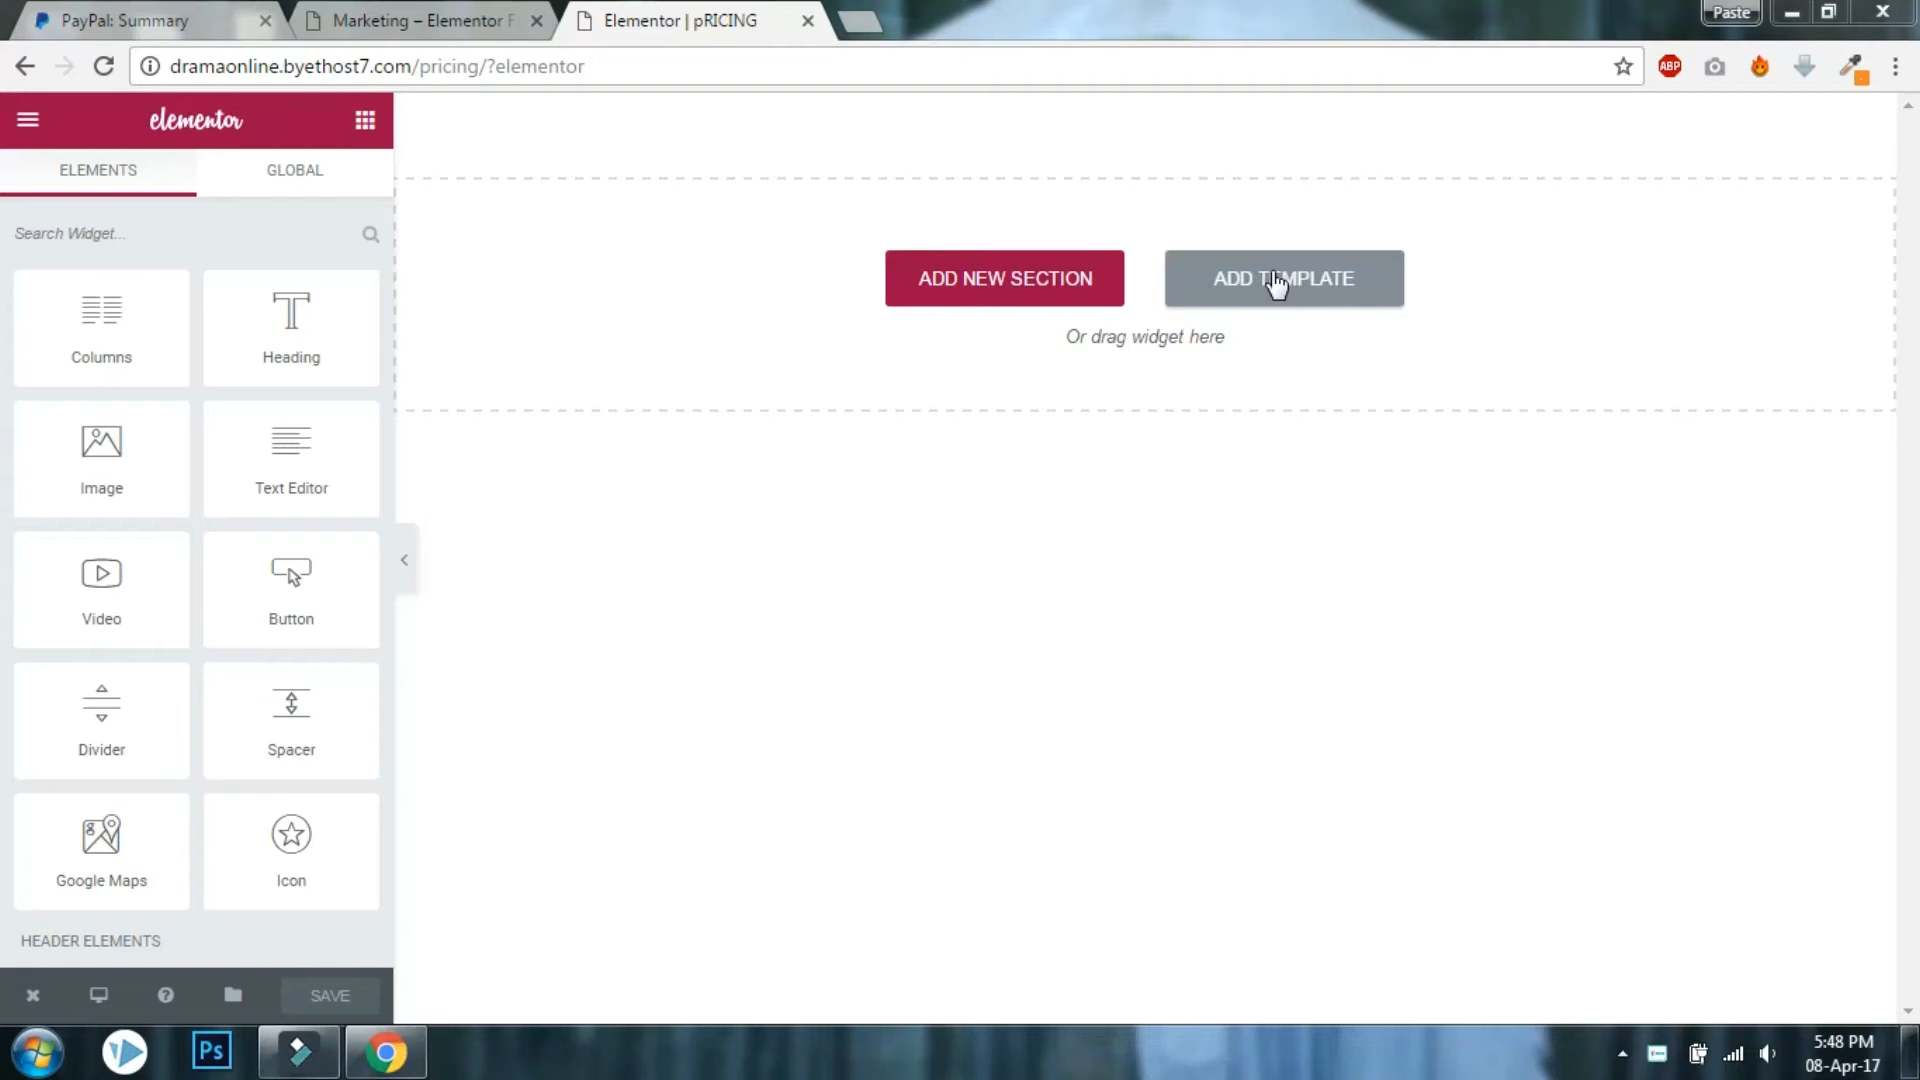 PayPal: Summary
Marketing – Elementor F
Elementor | pRICING
Paste
dramaonline.byethost7.com/pricing/?elementor
ABP
elementor
ELEMENTS
GLOBAL
Search Widget...
ADD NEW SECTION
ADD TEMPLATE
Or drag widget here
Columns
Heading
Image
Text Editor
Video
Button
Divider
Spacer
Google Maps
Icon
HEADER ELEMENTS
SAVE
Ps
5:48 PM
08-Apr-17